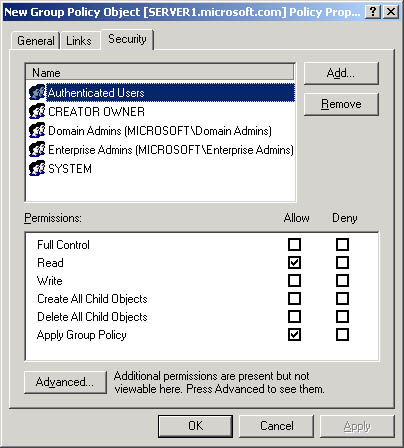 New Group Policy Object [SERVER1.microsoft.com] Policy Prop... ? ×
General Links Security
Name
Authenticated Users
CREATOR OWNER
Domain Admins (MICROSOFT\Domain Admins)
Enterprise Admins (MICROSOFT\Enterprise Admins)
SYSTEM
Add...
Remove
Permissions: Allow Deny
Full Control
Read
Write
Create All Child Objects
Delete All Child Objects
Apply Group Policy
Advanced...
Additional permissions are present but not
viewable here. Press Advanced to see them.
OK Cancel Apply